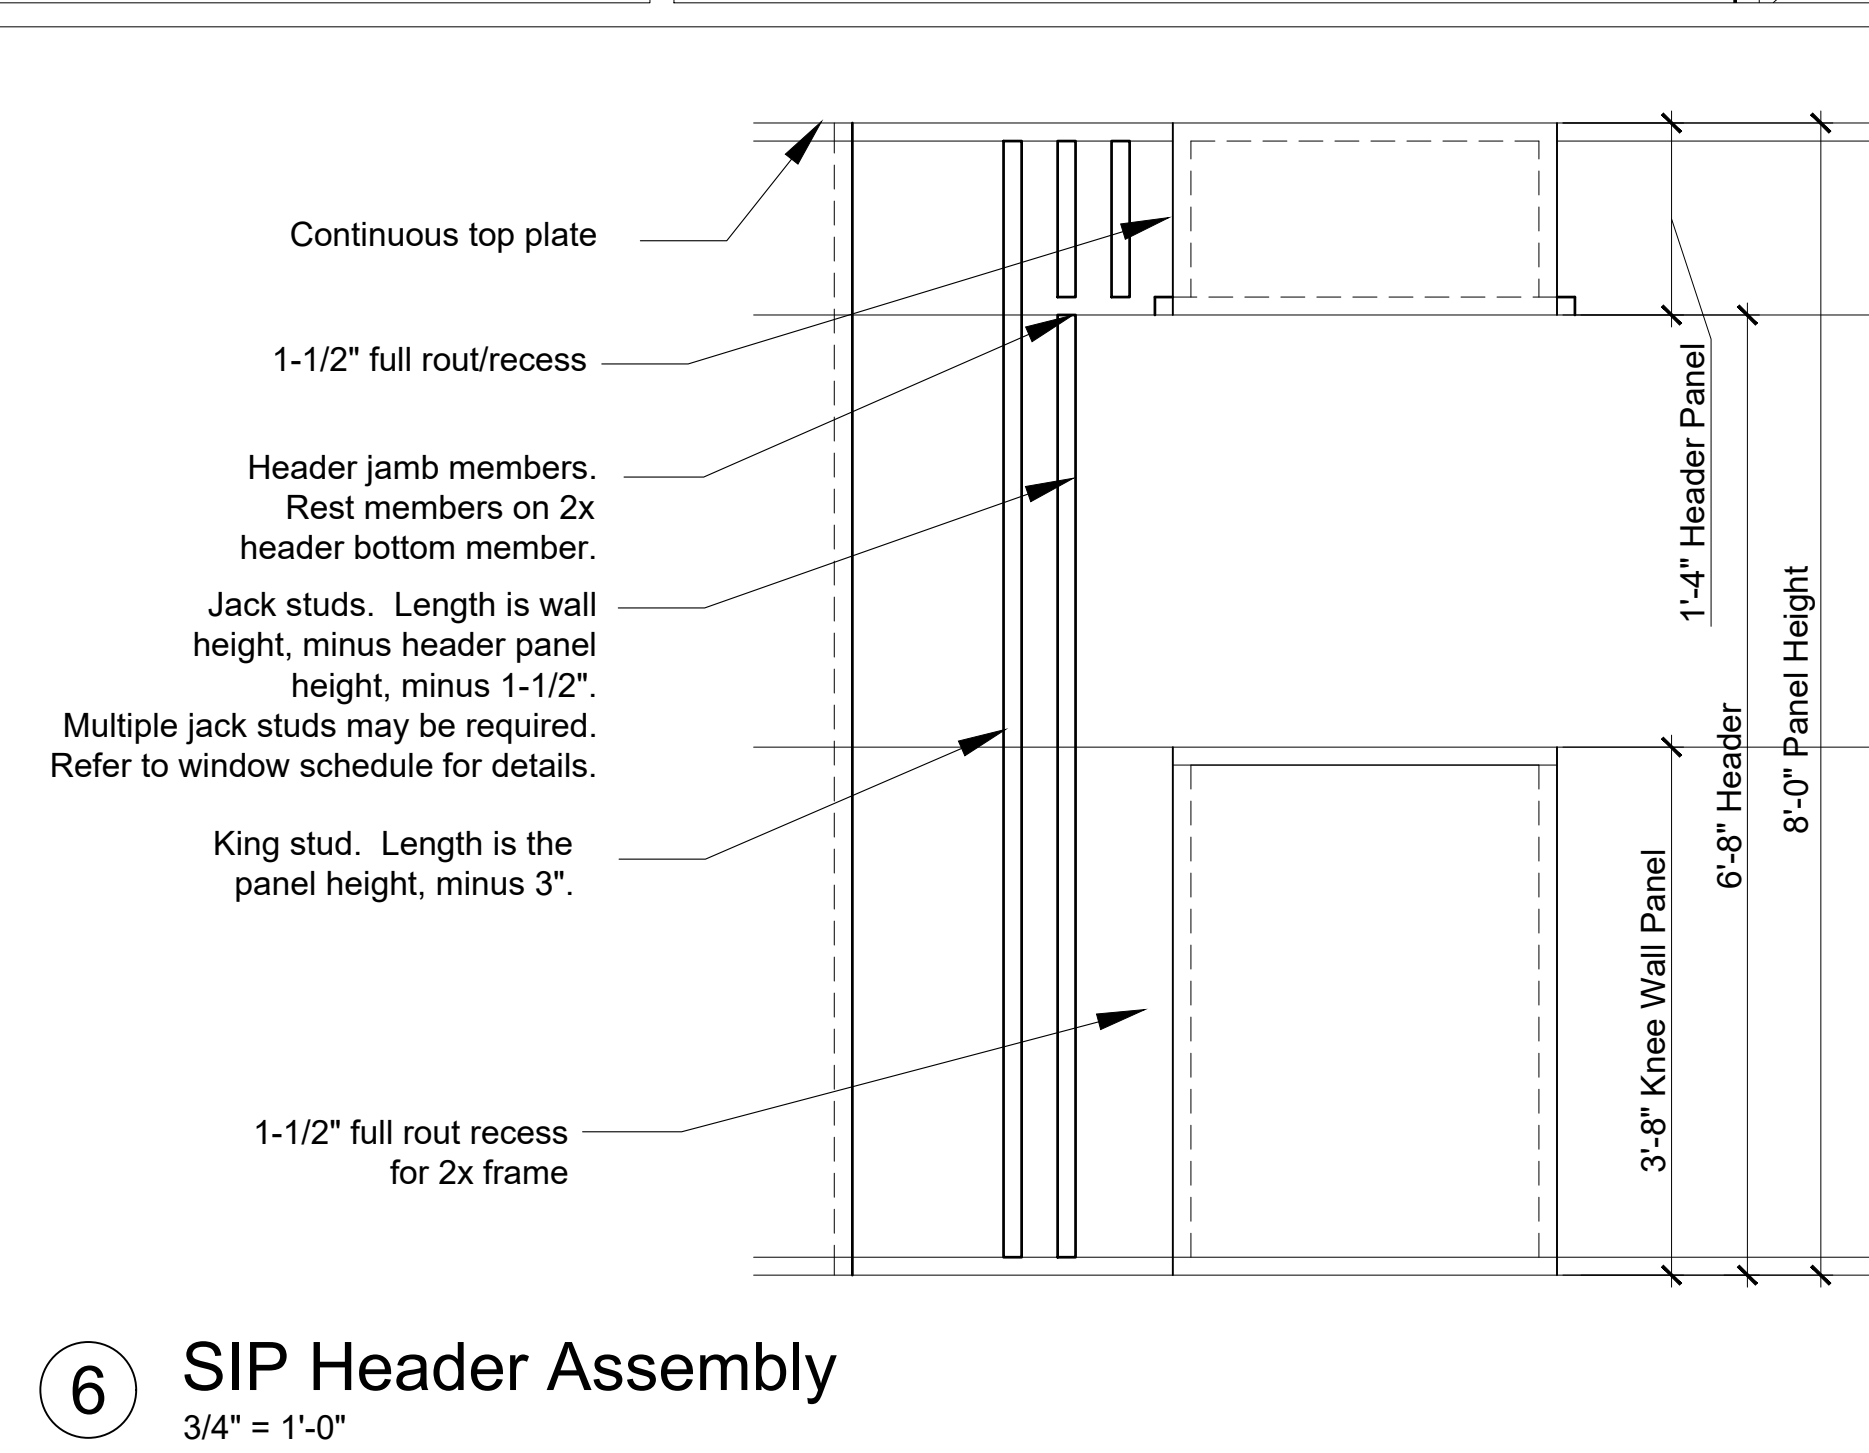 Continuous top plate
1-1/2" full rout/recess
Header jamb members.
Rest members on 2x
header bottom member.
Jack studs.  Length is wall
height, minus header panel
height, minus 1-1/2".
Multiple jack studs may be required.
Refer to window schedule for details.
King stud.  Length is the
panel height, minus 3".
1-1/2" full rout recess
for 2x frame
1'-4" Header Panel
8'-0" Panel Height
6'-8" Header
3'-8" Knee Wall Panel
6
SIP Header Assembly
3/4" = 1'-0"